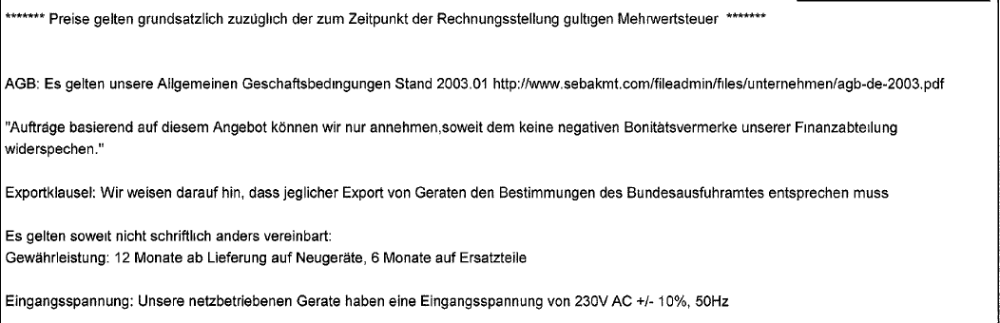 ******* Preise gelten grundsatzlich zuzuglich der zum Zeitpunkt der Rechnungsstellung gultigen Mehrwertsteuer *******
AGB: Es gelten unsere Allgemeinen Geschaftsbedingungen Stand 2003.01 http://www.sebakmt.com/fileadmin/files/unternehmen/agb-de-2003.pdf
"Aufträge basierend auf diesem Angebot können wir nur annehmen,soweit dem keine negativen Bonitätsvermerke unserer Finanzabteilung
widerspechen."
Exportklausel: Wir weisen darauf hin, dass jeglicher Export von Geraten den Bestimmungen des Bundesausfuhramtes entsprechen muss
Es gelten soweit nicht schriftlich anders vereinbart:
Gewährleistung: 12 Monate ab Lieferung auf Neugeräte, 6 Monate auf Ersatzteile
Eingangsspannung: Unsere netzbetriebenen Gerate haben eine Eingangsspannung von 230V AC +/- 10%, 50Hz